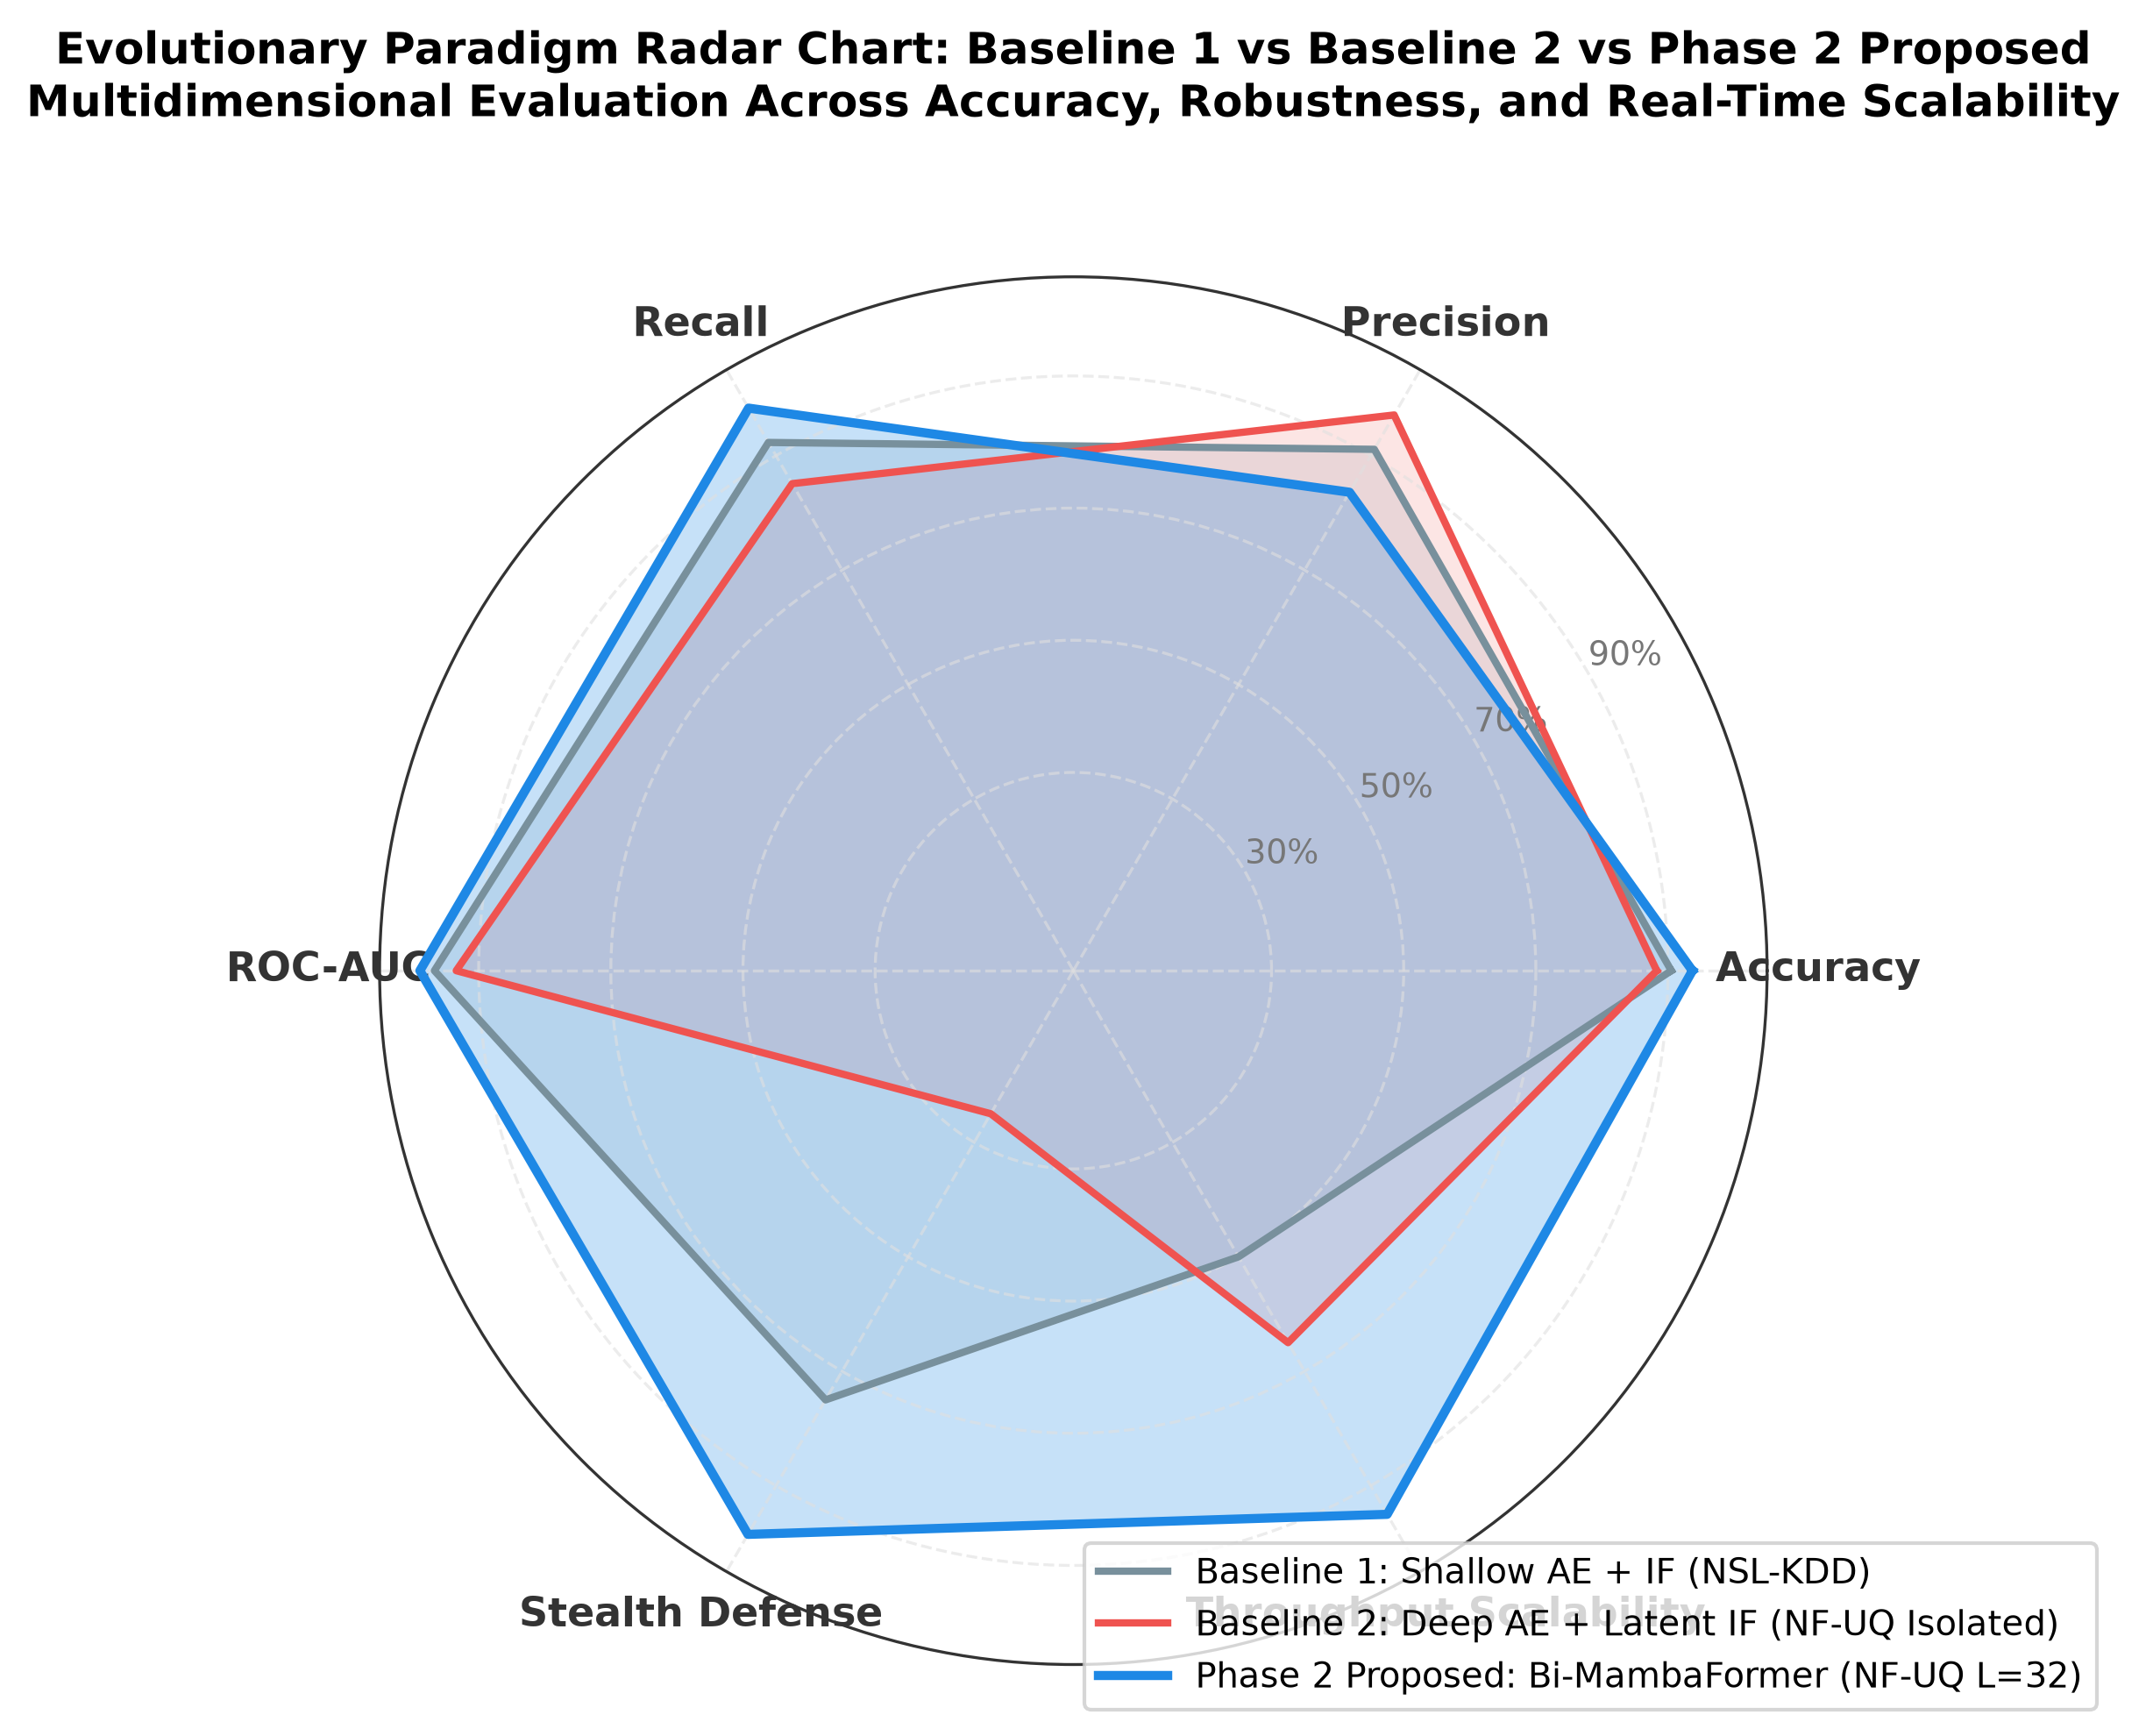 Evolutionary Paradigm Radar Chart: Baseline 1 vs Baseline 2 vs Phase 2 Proposed
Multidimensional Evaluation Across Accuracy, Robustness, and Real-Time Scalability
Recall
Precision
90%
70%
50%
30%
ROC-AUC
Accuracy
Stealth Defense
Throughput Scalability
Baseline 1: Shallow AE + IF (NSL-KDD)
Baseline 2: Deep AE + Latent IF (NF-UQ Isolated)
Phase 2 Proposed: Bi-MambaFormer (NF-UQ L=32)